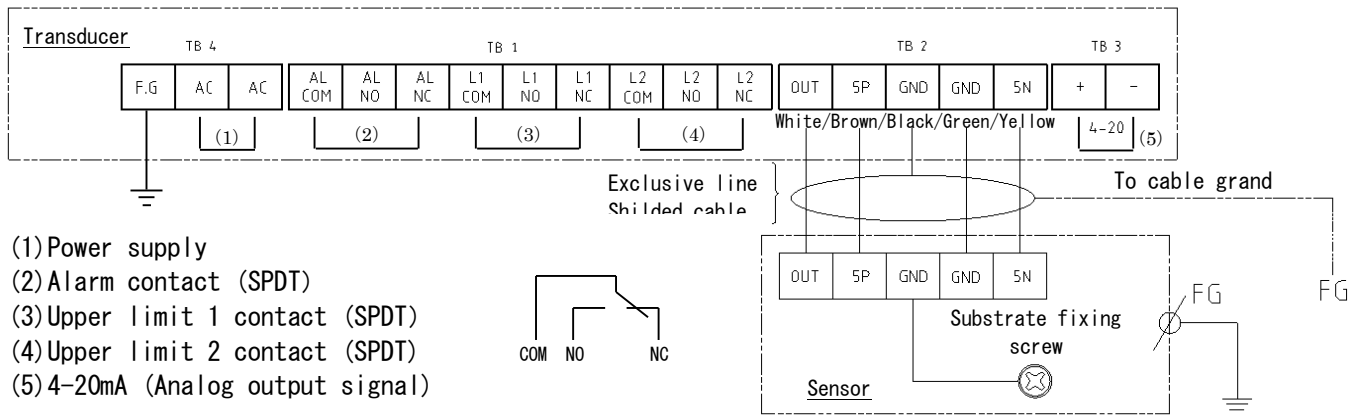 Transducer
TB 4 TB 1 TB 2 TB 3
F.G AC AC AL COM AL NO AL NC L1 COM L1 NO L1 NC L2 COM L2 NO L2 NC OUT 5P GND GND 5N + -
White/Brown/Black/Green/Yellow
(1) (2) (3) (4) 4-20 (5)
Exclusive line
Shilded cable
To cable grand
(1)Power supply
(2)Alarm contact (SPDT)
(3)Upper limit 1 contact (SPDT)
(4)Upper limit 2 contact (SPDT)
(5)4-20mA (Analog output signal)
COM NO NC
OUT 5P GND GND 5N
FG
FG
Substrate fixing
screw
Sensor